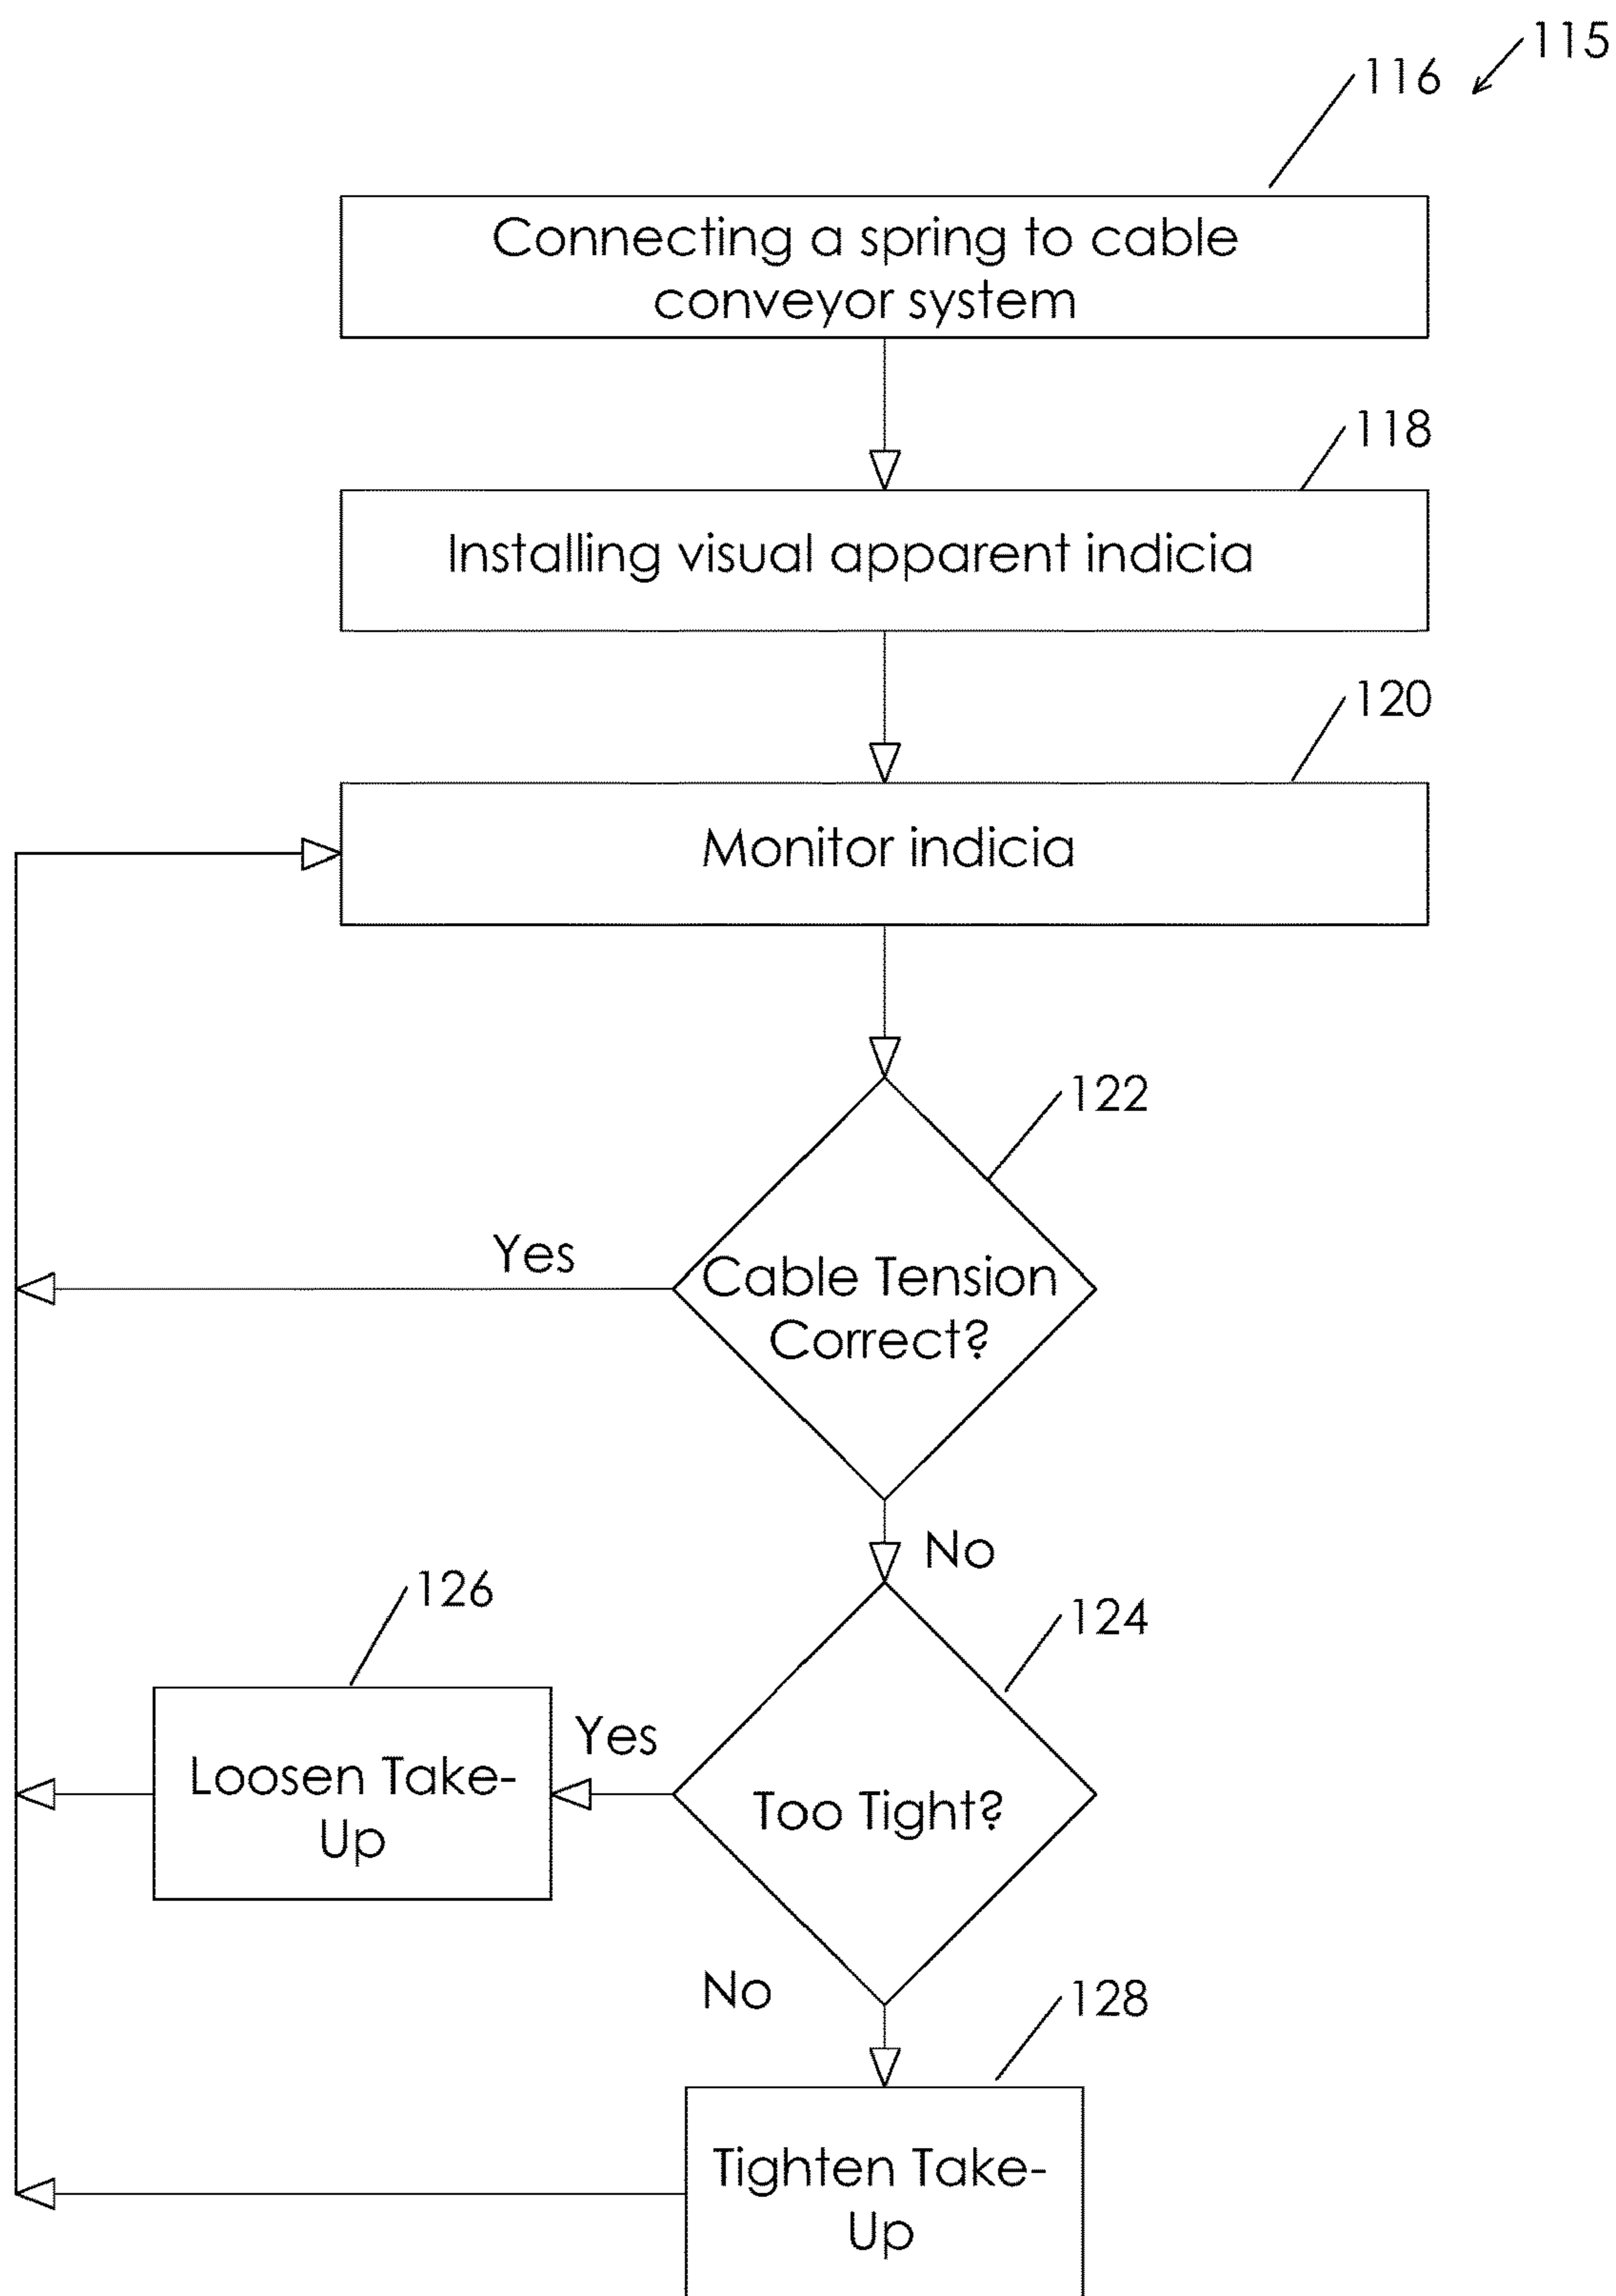 115
116
Connecting a spring to cable
conveyor system
118
Installing visual apparent indicia
120
Monitor indicia
122
Yes
Cable Tension
Correct?
No
126
124
Yes
Loosen Take-
Up
Too Tight?
No
128
Tighten Take-
Up